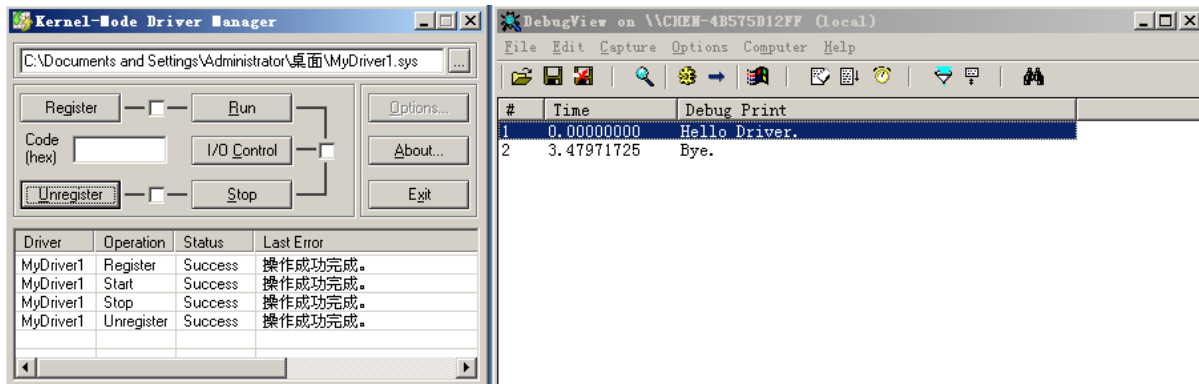 Kernel-Mode Driver Manager
C:\Documents and Settings\Administrator\桌面\MyDriver1.sys ...
Register Run Options...
Code (hex) I/O Control About...
Unregister Stop Exit
Driver Operation Status Last Error
MyDriver1 Register Success 操作成功完成。
MyDriver1 Start Success 操作成功完成。
MyDriver1 Stop Success 操作成功完成。
MyDriver1 Unregister Success 操作成功完成。
DebugView on \\CHEN-4B575D12FF (local)
File Edit Capture Options Computer Help
# Time Debug Print
1 0.00000000 Hello Driver.
2 3.47971725 Bye.